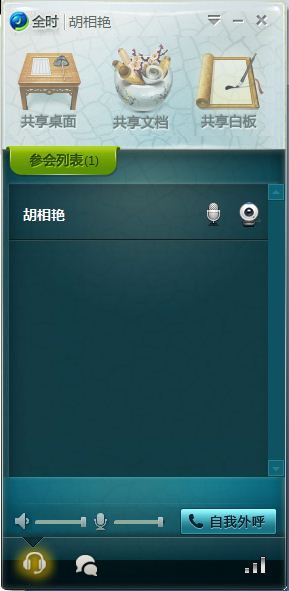 全时 胡相艳
共享桌面 共享文档 共享白板
参会列表(1)
胡相艳
自我外呼